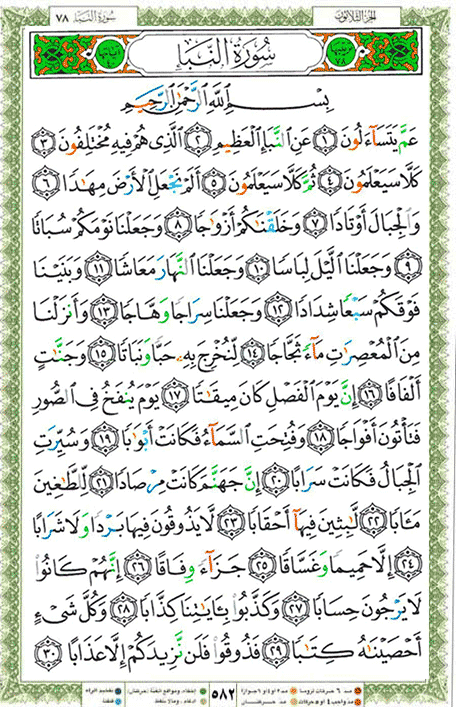 سُورَةُ النَّبَإِ ٧٨
الجزء الثلاثون
سُورَةُ النَّبَإِ
بِسْمِ اللَّهِ الرَّحْمَٰنِ الرَّحِيمِ
عَمَّ يَتَسَاءَلُونَ ١ عَنِ النَّبَإِ الْعَظِيمِ ٢ الَّذِي هُمْ فِيهِ مُخْتَلِفُونَ ٣
كَلَّا سَيَعْلَمُونَ ٤ ثُمَّ كَلَّا سَيَعْلَمُونَ ٥ أَلَمْ نَجْعَلِ الْأَرْضَ مِهَادًا ٦
وَالْجِبَالَ أَوْتَادًا ٧ وَخَلَقْنَاكُمْ أَزْوَاجًا ٨ وَجَعَلْنَا نَوْمَكُمْ سُبَاتًا
٩ وَجَعَلْنَا اللَّيْلَ لِبَاسًا ١٠ وَجَعَلْنَا النَّهَارَ مَعَاشًا ١١ وَبَنَيْنَا
فَوْقَكُمْ سَبْعًا شِدَادًا ١٢ وَجَعَلْنَا سِرَاجًا وَهَّاجًا ١٣ وَأَنزَلْنَا
مِنَ الْمُعْصِرَاتِ مَاءً ثَجَّاجًا ١٤ لِّنُخْرِجَ بِهِ حَبًّا وَنَبَاتًا ١٥ وَجَنَّاتٍ
أَلْفَافًا ١٦ إِنَّ يَوْمَ الْفَصْلِ كَانَ مِيقَاتًا ١٧ يَوْمَ يُنفَخُ فِي الصُّورِ
فَتَأْتُونَ أَفْوَاجًا ١٨ وَفُتِحَتِ السَّمَاءُ فَكَانَتْ أَبْوَابًا ١٩ وَسُيِّرَتِ
الْجِبَالُ فَكَانَتْ سَرَابًا ٢٠ إِنَّ جَهَنَّمَ كَانَتْ مِرْصَادًا ٢١ لِّلطَّاغِينَ
مَآبًا ٢٢ لَّابِثِينَ فِيهَا أَحْقَابًا ٢٣ لَّا يَذُوقُونَ فِيهَا بَرْدًا وَلَا شَرَابًا
٢٤ إِلَّا حَمِيمًا وَغَسَّاقًا ٢٥ جَزَاءً وِفَاقًا ٢٦ إِنَّهُمْ كَانُوا
لَا يَرْجُونَ حِسَابًا ٢٧ وَكَذَّبُوا بِآيَاتِنَا كِذَّابًا ٢٨ وَكُلَّ شَيْءٍ
أَحْصَيْنَاهُ كِتَابًا ٢٩ فَذُوقُوا فَلَن نَّزِيدَكُمْ إِلَّا عَذَابًا ٣٠
٥٨٢